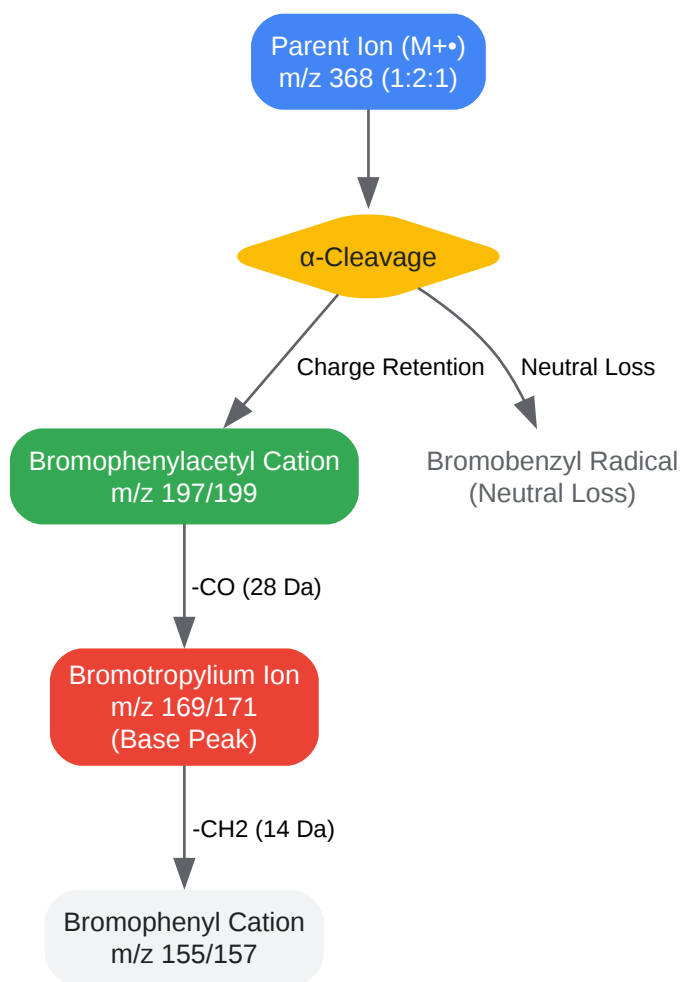 Parent Ion (M+•)
m/z 368 (1:2:1)
α-Cleavage
Charge Retention
Neutral Loss
Bromophenylacetyl Cation
m/z 197/199
Bromobenzyl Radical
(Neutral Loss)
-CO (28 Da)
Bromotropylium Ion
m/z 169/171
(Base Peak)
-CH2 (14 Da)
Bromophenyl Cation
m/z 155/157